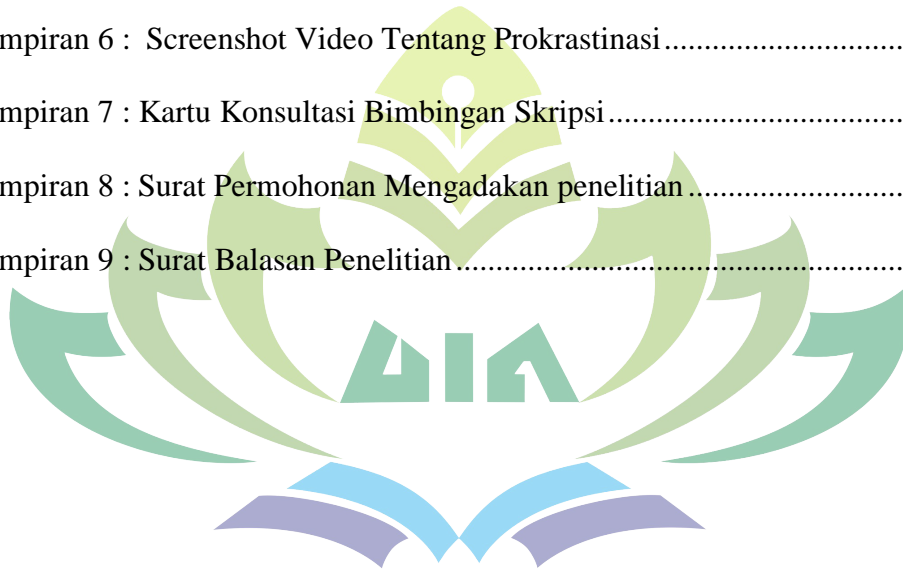 mpiran 6 : Screenshot Video Tentang Prokrastinasi..............................
mpiran 7 : Kartu Konsultasi Bimbingan Skripsi.....................................
mpiran 8 : Surat Permohonan Mengadakan penelitian...........................
mpiran 9 : Surat Balasan Penelitian........................................................
UIN